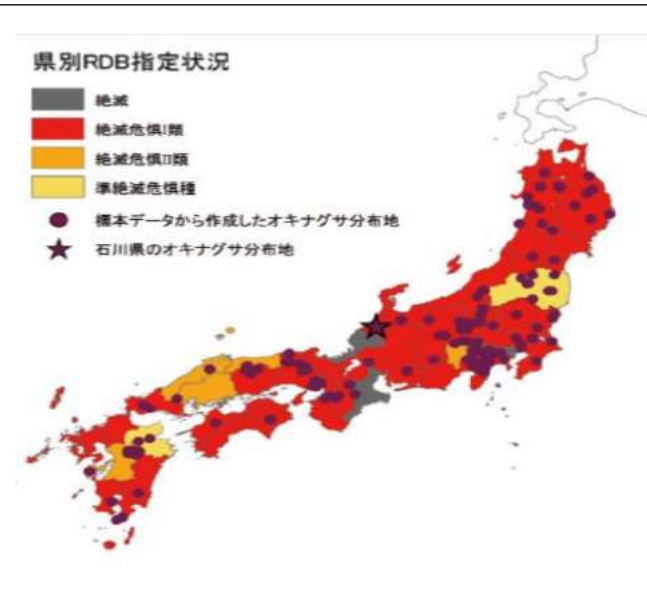 県別RDB指定状況
絶滅
絶滅危惧I類
絶滅危惧II類
準絶滅危惧種
標本データから作成したオキナグサ分布地
石川県のオキナグサ分布地